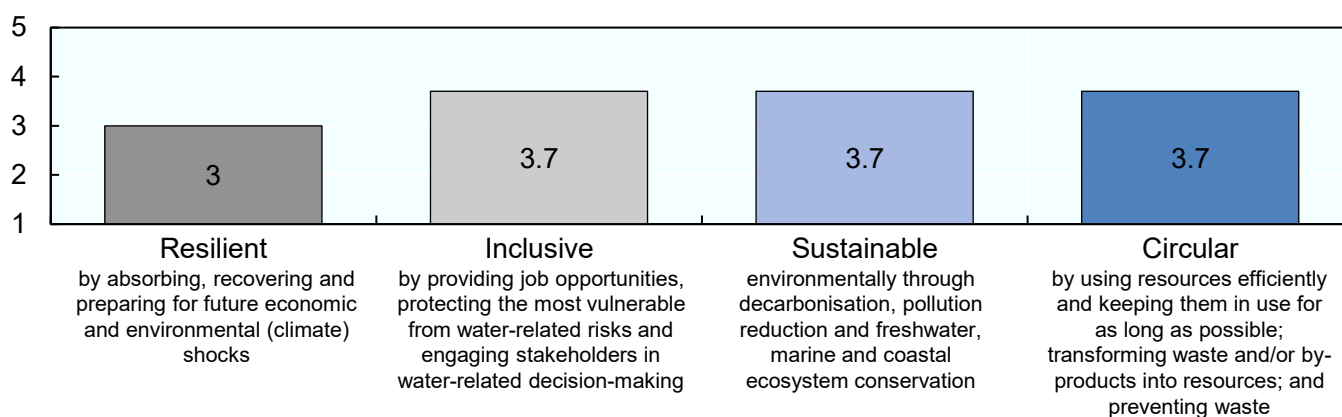 5
4
3
2
1
3
3.7
3.7
3.7
Resilient
by absorbing, recovering and
preparing for future economic
and environmental (climate)
shocks
Inclusive
by providing job opportunities,
protecting the most vulnerable
from water-related risks and
engaging stakeholders in
water-related decision-making
Sustainable
environmentally through
decarbonisation, pollution
reduction and freshwater,
marine and coastal
ecosystem conservation
Circular
by using resources efficiently
and keeping them in use for
as long as possible;
transforming waste and/or by-
products into resources; and
preventing waste